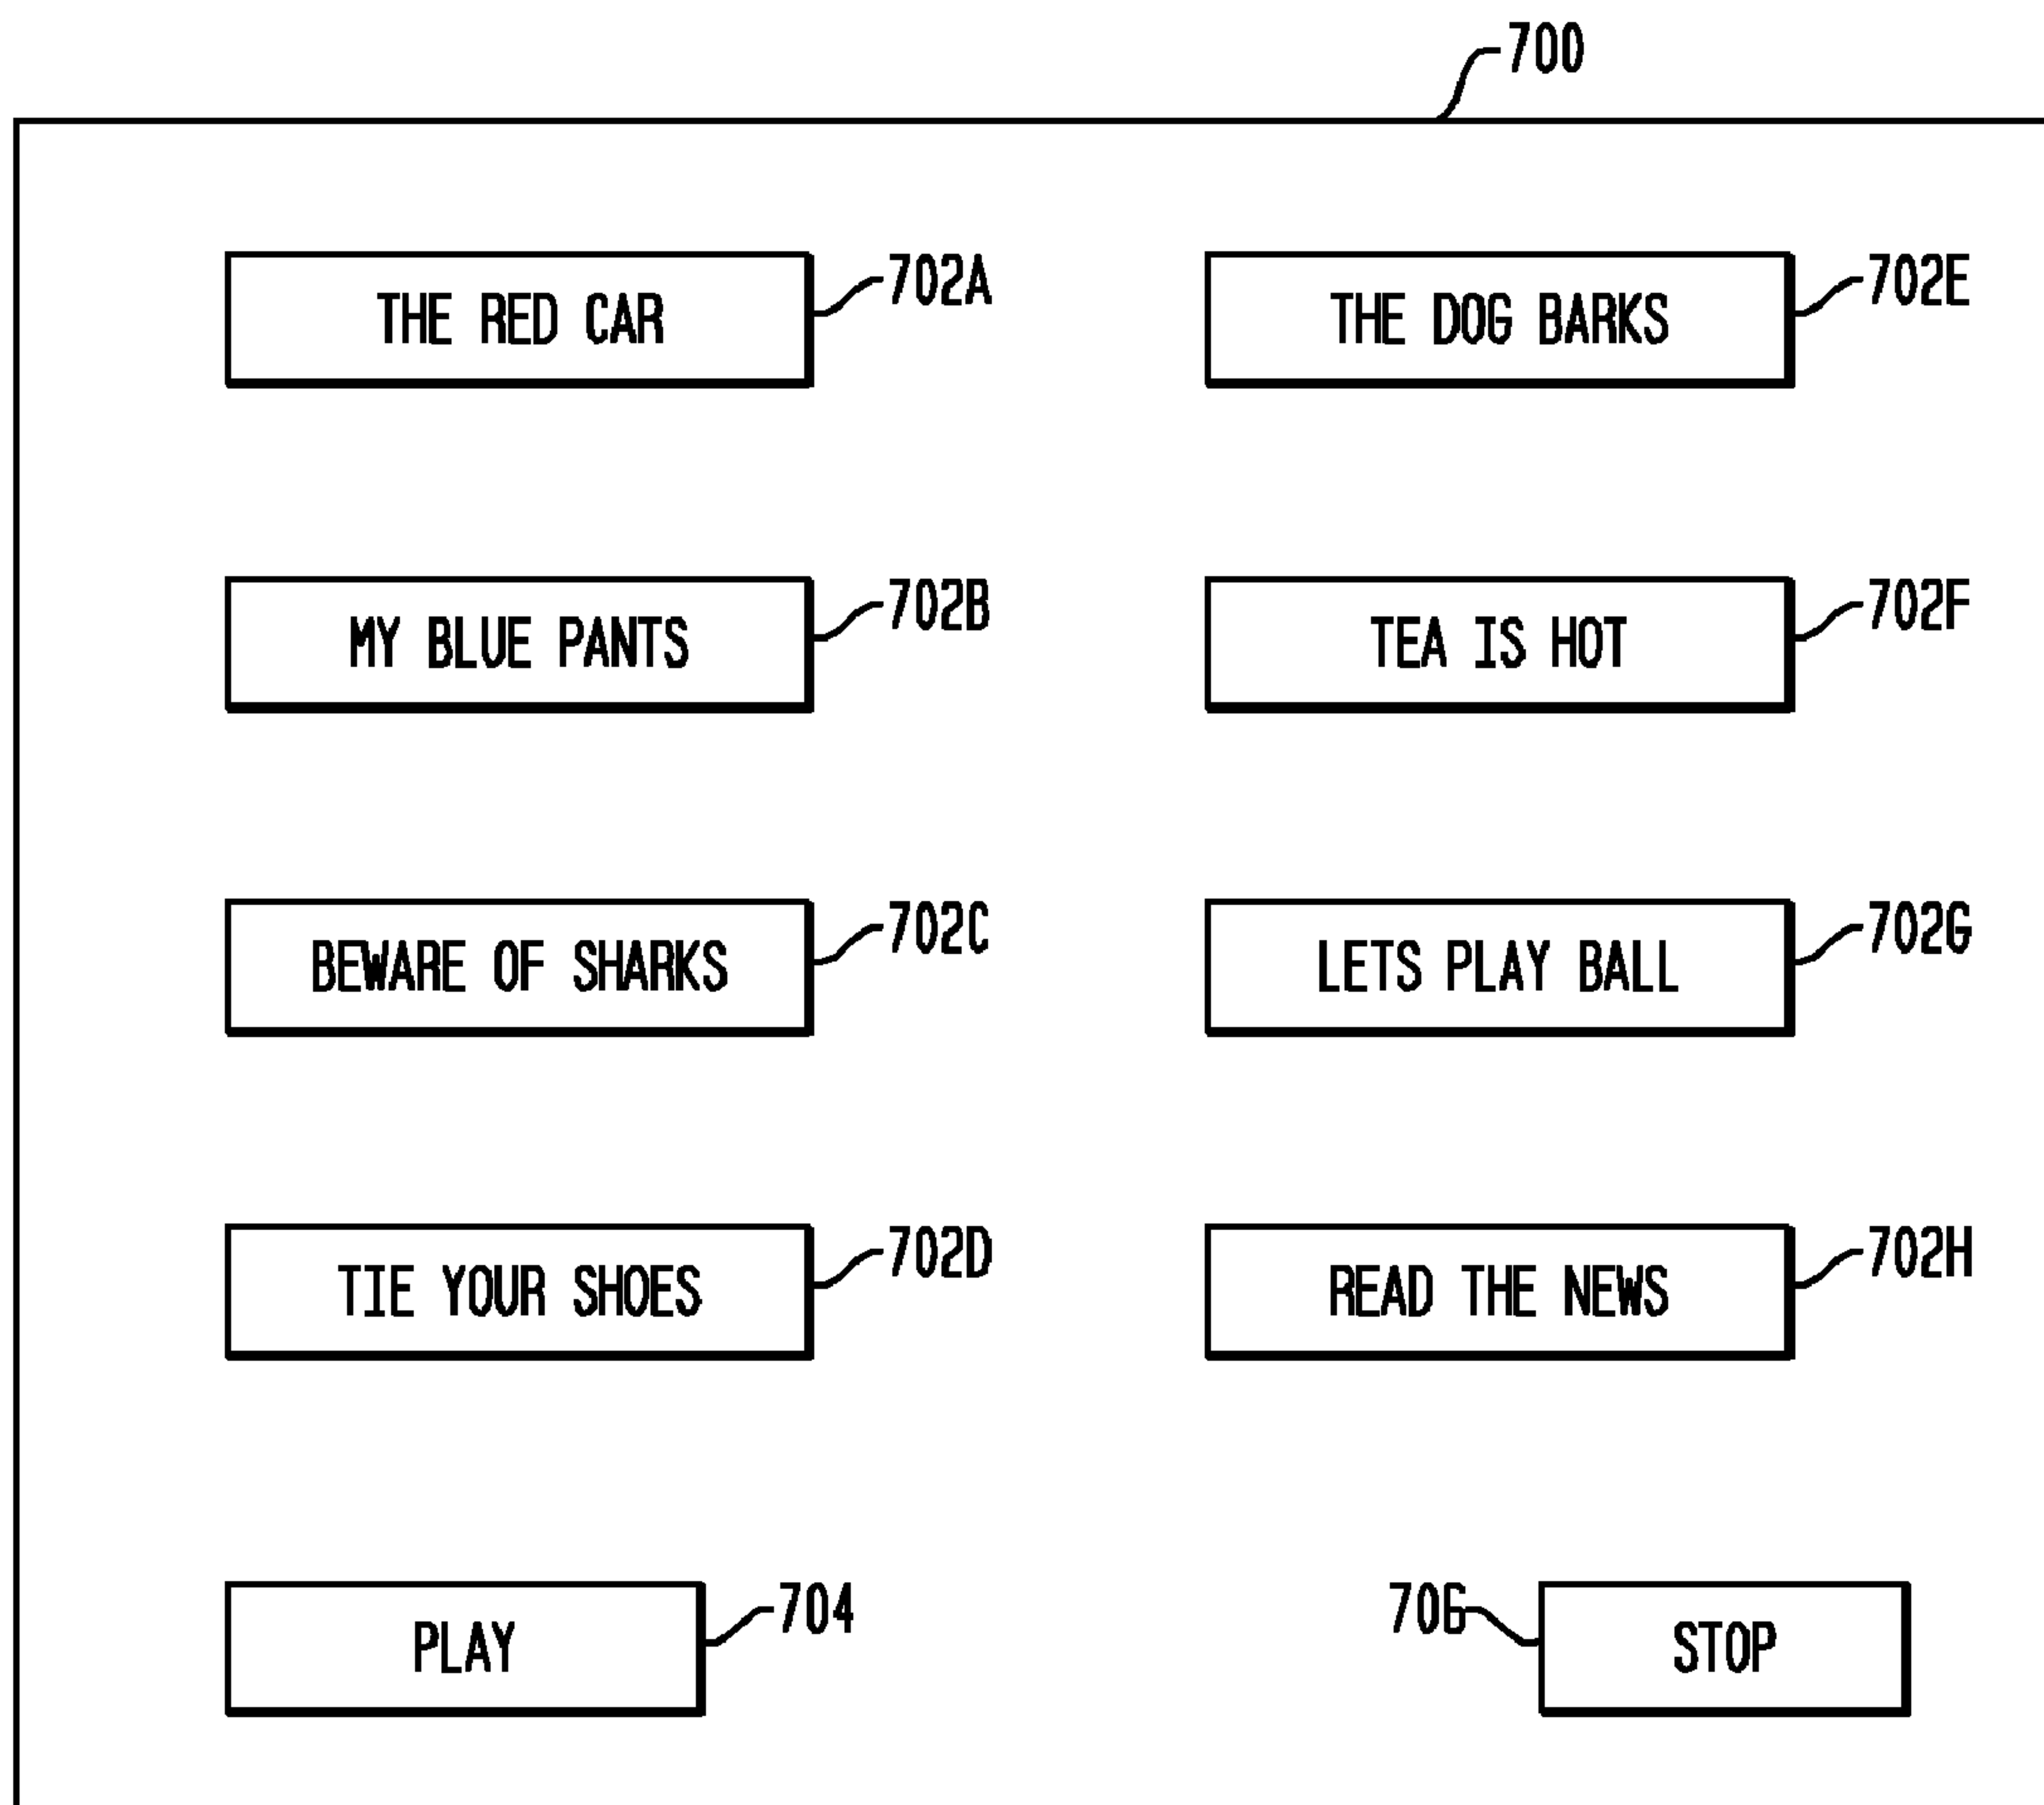 700
THE RED CAR 702A
THE DOG BARKS 702E
MY BLUE PANTS 702B
TEA IS HOT 702F
BEWARE OF SHARKS 702C
LETS PLAY BALL 702G
TIE YOUR SHOES 702D
READ THE NEWS 702H
PLAY 704
706 STOP